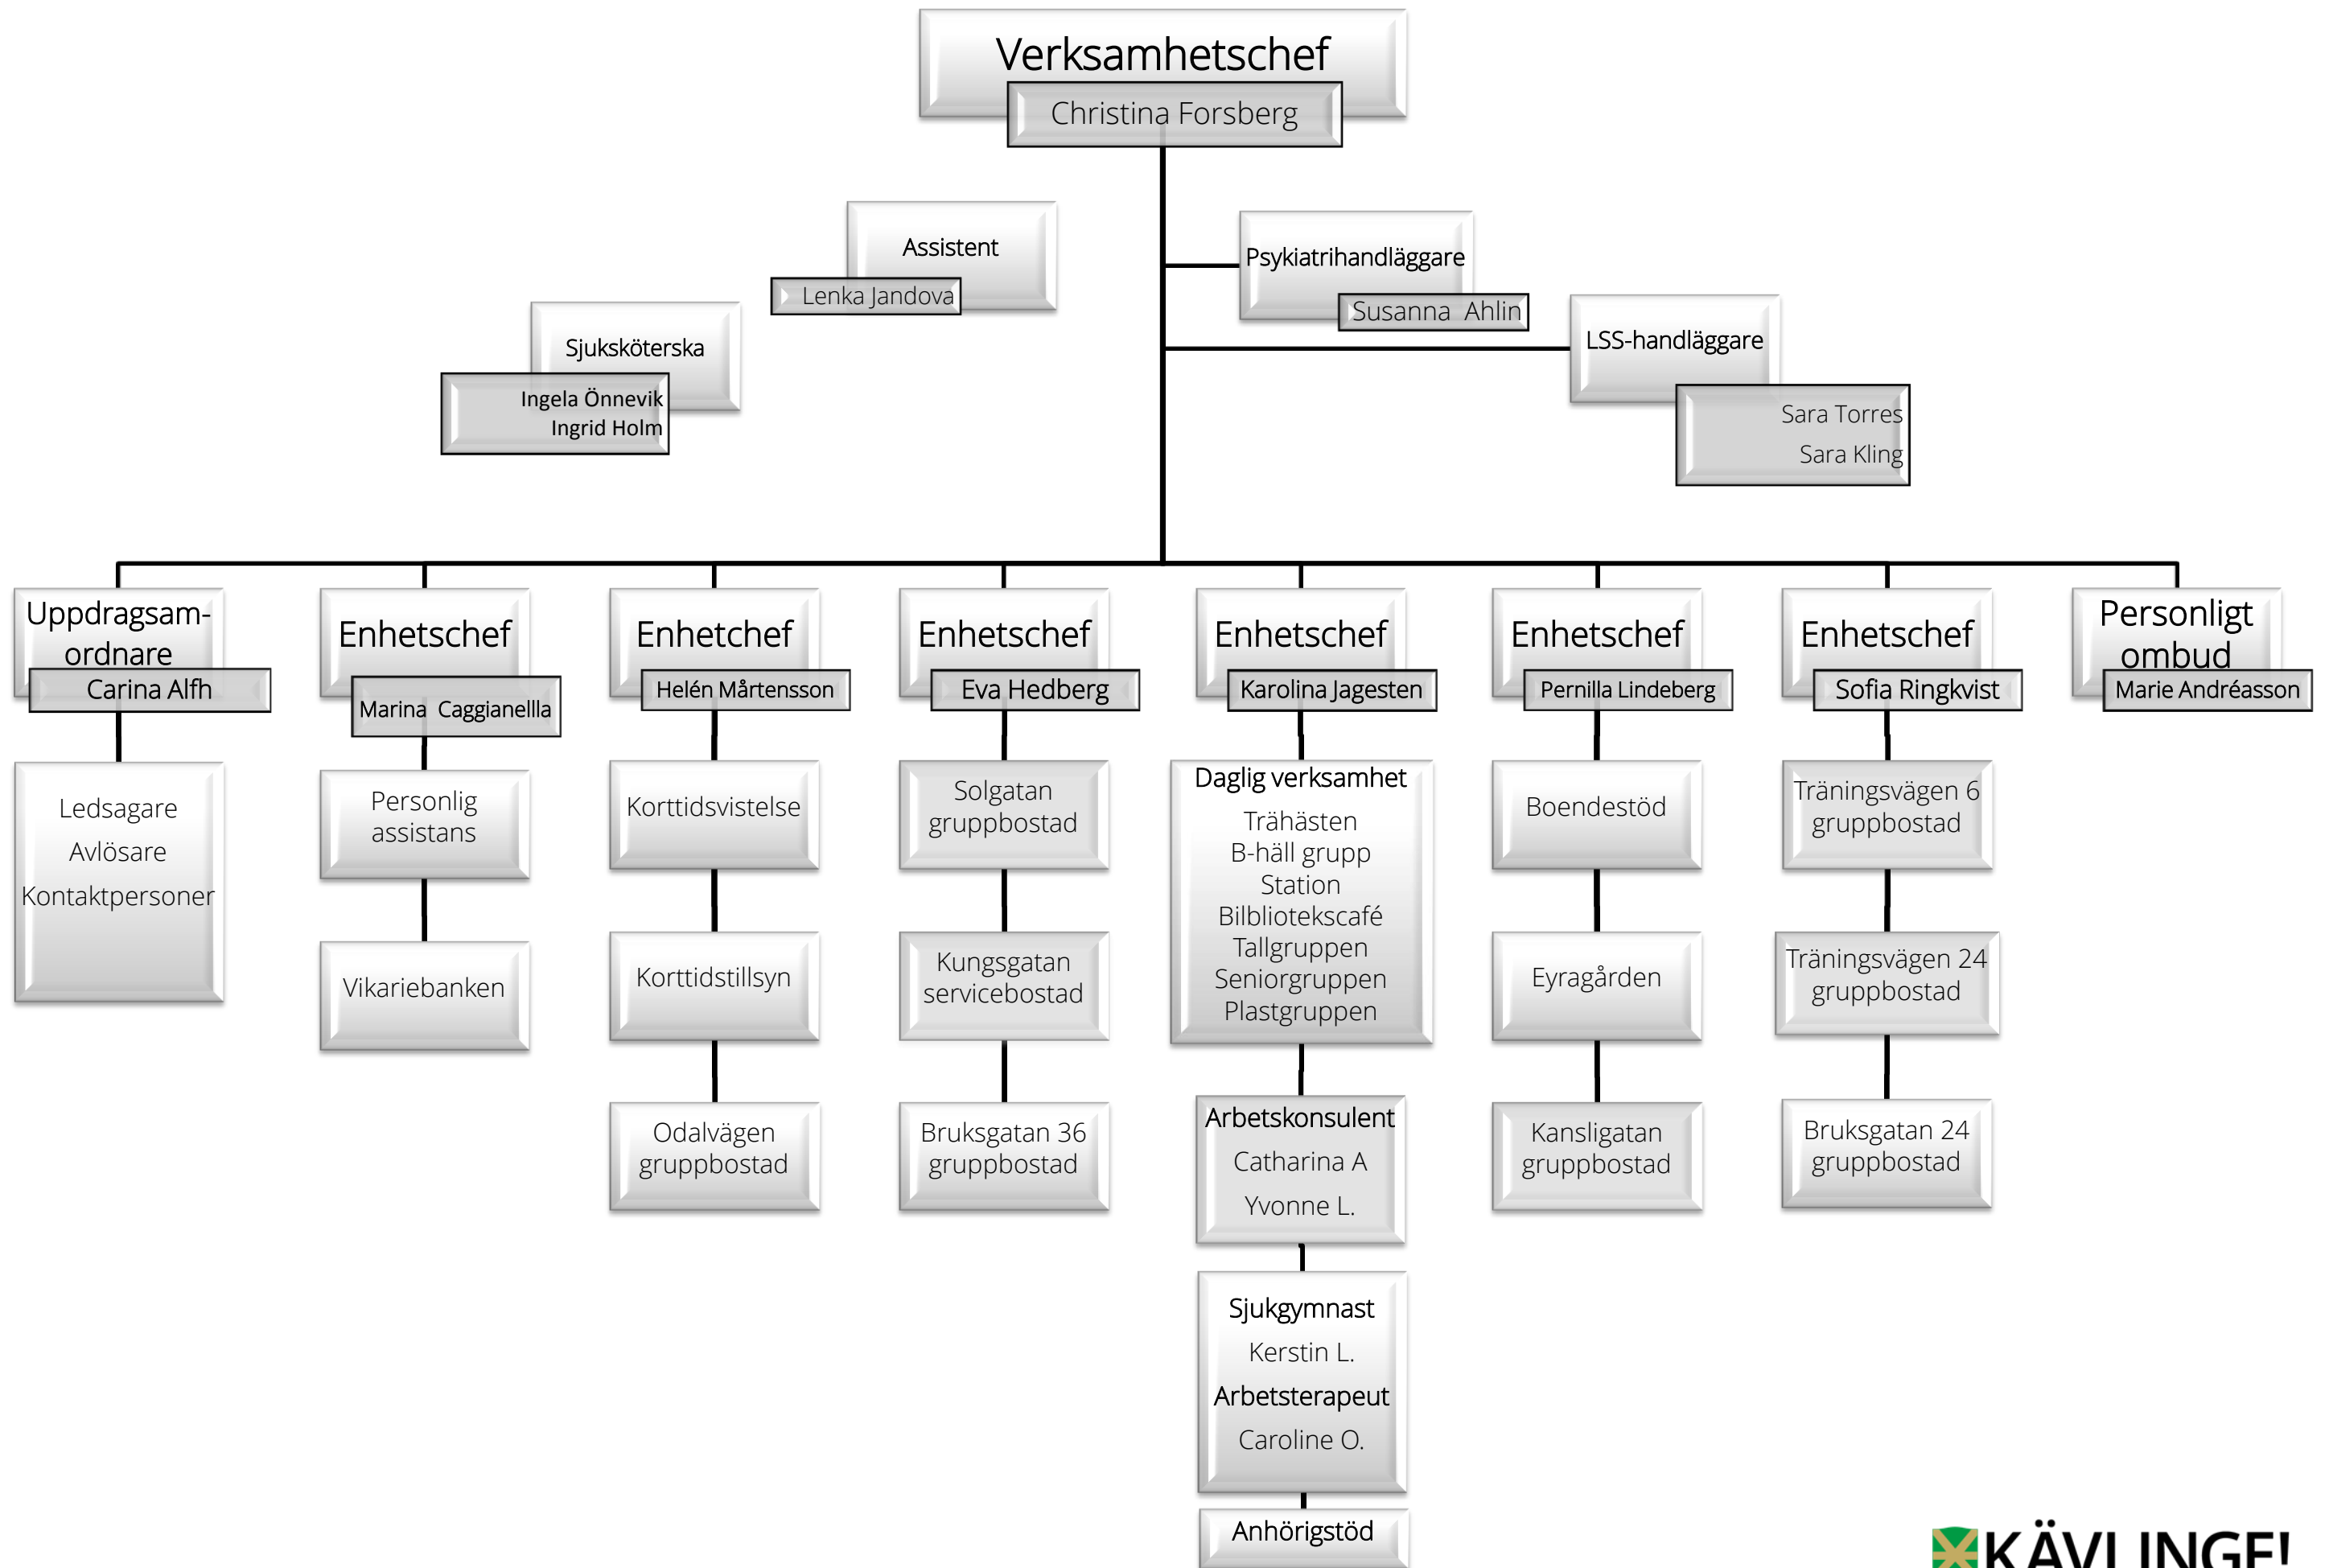 Verksamhetschef
Christina Forsberg
Assistent
Lenka Jandova
Psykiatrihandläggare
Susanna Ahlin
Sjuksköterska
Ingela Önnevik
Ingrid Holm
LSS-handläggare
Sara Torres
Sara Kling
Uppdragsam-
ordnare
Carina Alfh
Ledsagare
Avlösare
Kontaktpersoner
Enhetschef
Marina Caggianellla
Personlig
assistans
Vikariebanken
Enhetchef
Helén Mårtensson
Korttidsvistelse
Korttidstillsyn
Odalvägen
gruppbostad
Enhetschef
Eva Hedberg
Solgatan
gruppbostad
Kungsgatan
servicebostad
Bruksgatan 36
gruppbostad
Enhetschef
Karolina Jagesten
Daglig verksamhet
Trähästen
B-häll grupp
Station
Bilbliotekscafé
Tallgruppen
Seniorgruppen
Plastgruppen
Arbetskonsulent
Catharina A
Yvonne L.
Sjukgymnast
Kerstin L.
Arbetsterapeut
Caroline O.
Anhörigstöd
Enhetschef
Pernilla Lindeberg
Boendestöd
Eyragården
Kansligatan
gruppbostad
Enhetschef
Sofia Ringkvist
Träningsvägen 6
gruppbostad
Träningsvägen 24
gruppbostad
Bruksgatan 24
gruppbostad
Personligt
ombud
Marie Andréasson
KÄVLINGE!